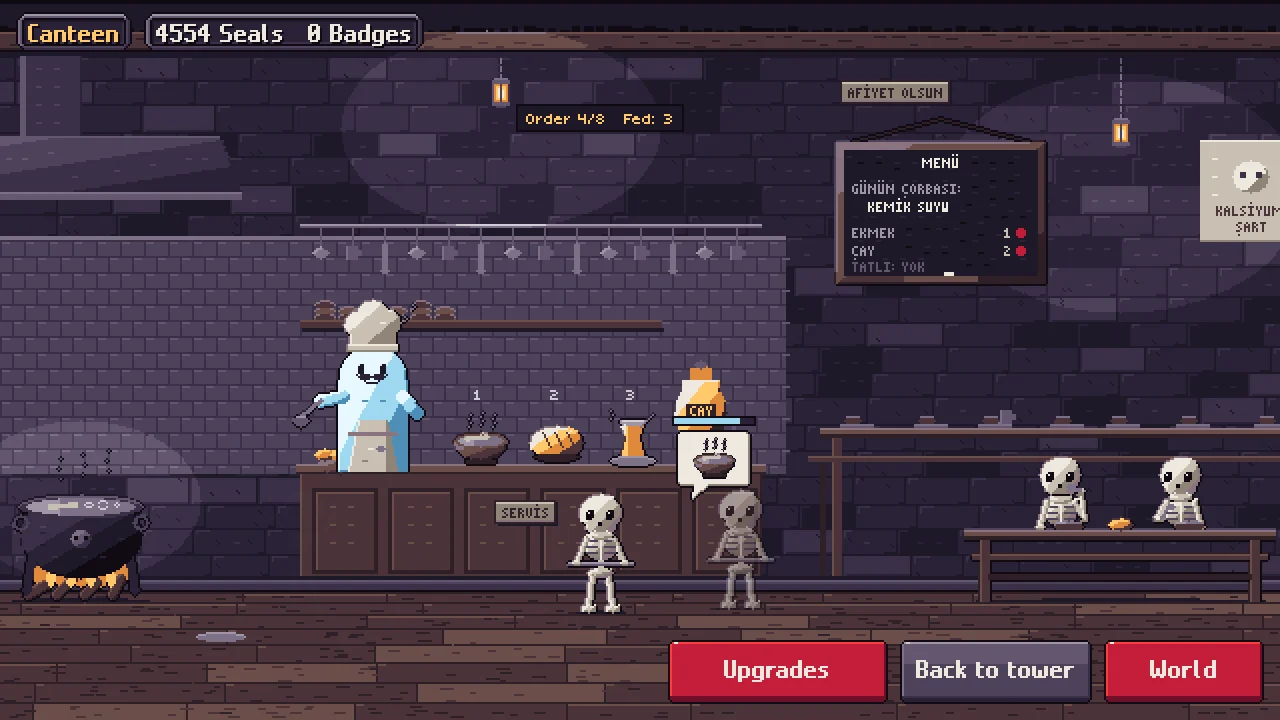 Canteen
4554 Seals 0 Badges
AFİYET OLSUN
Order 4/8 Fed: 3
MENÜ
GÜNÜN ÇORBASI:
KEMİK SUYU
EKMEK 1
ÇAY 2
TATLI: YOK
KALSİYUM
ŞART
1 2 3
ÇAY
SERVİS
Upgrades
Back to tower
World